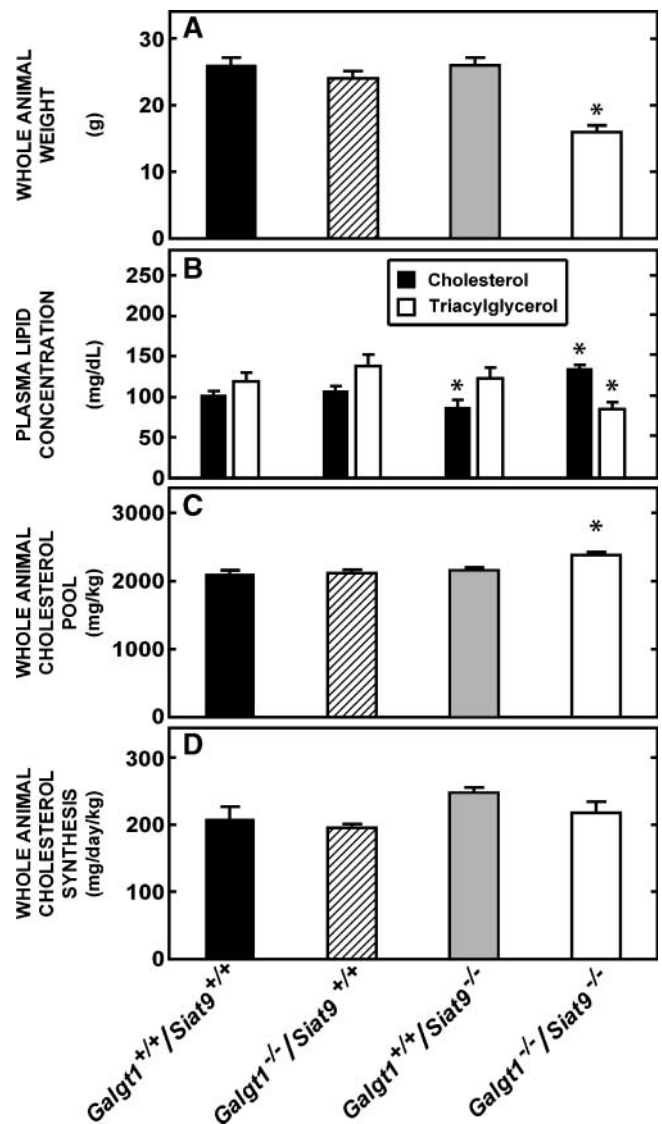 A
WHOLE ANIMAL
WEIGHT
(g)
30
20
10
0
*
B
PLASMA LIPID
CONCENTRATION
(mg/dL)
250
200
150
100
50
0
Cholesterol
Triacylglycerol
*
*
*
C
WHOLE ANIMAL
CHOLESTEROL
POOL
(mg/kg)
3000
2000
1000
0
*
D
WHOLE ANIMAL
CHOLESTEROL
SYNTHESIS
(mg/day/kg)
300
200
100
0
Galgt1+/+/Siat9+/+
Galgt1-/-/Siat9+/+
Galgt1+/+/Siat9-/-
Galgt1-/-/Siat9-/-